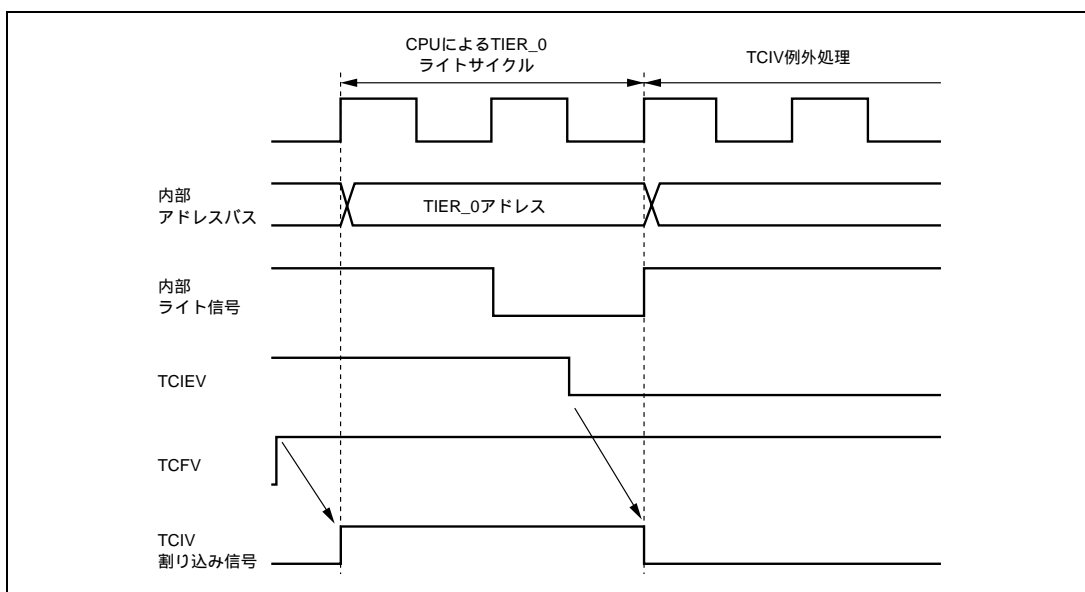 CPUによるTIER_0
ライトサイクル
TCIV例外処理
内部
アドレスバス
TIER_0アドレス
内部
ライト信号
TCIEV
TCFV
TCIV
割り込み信号